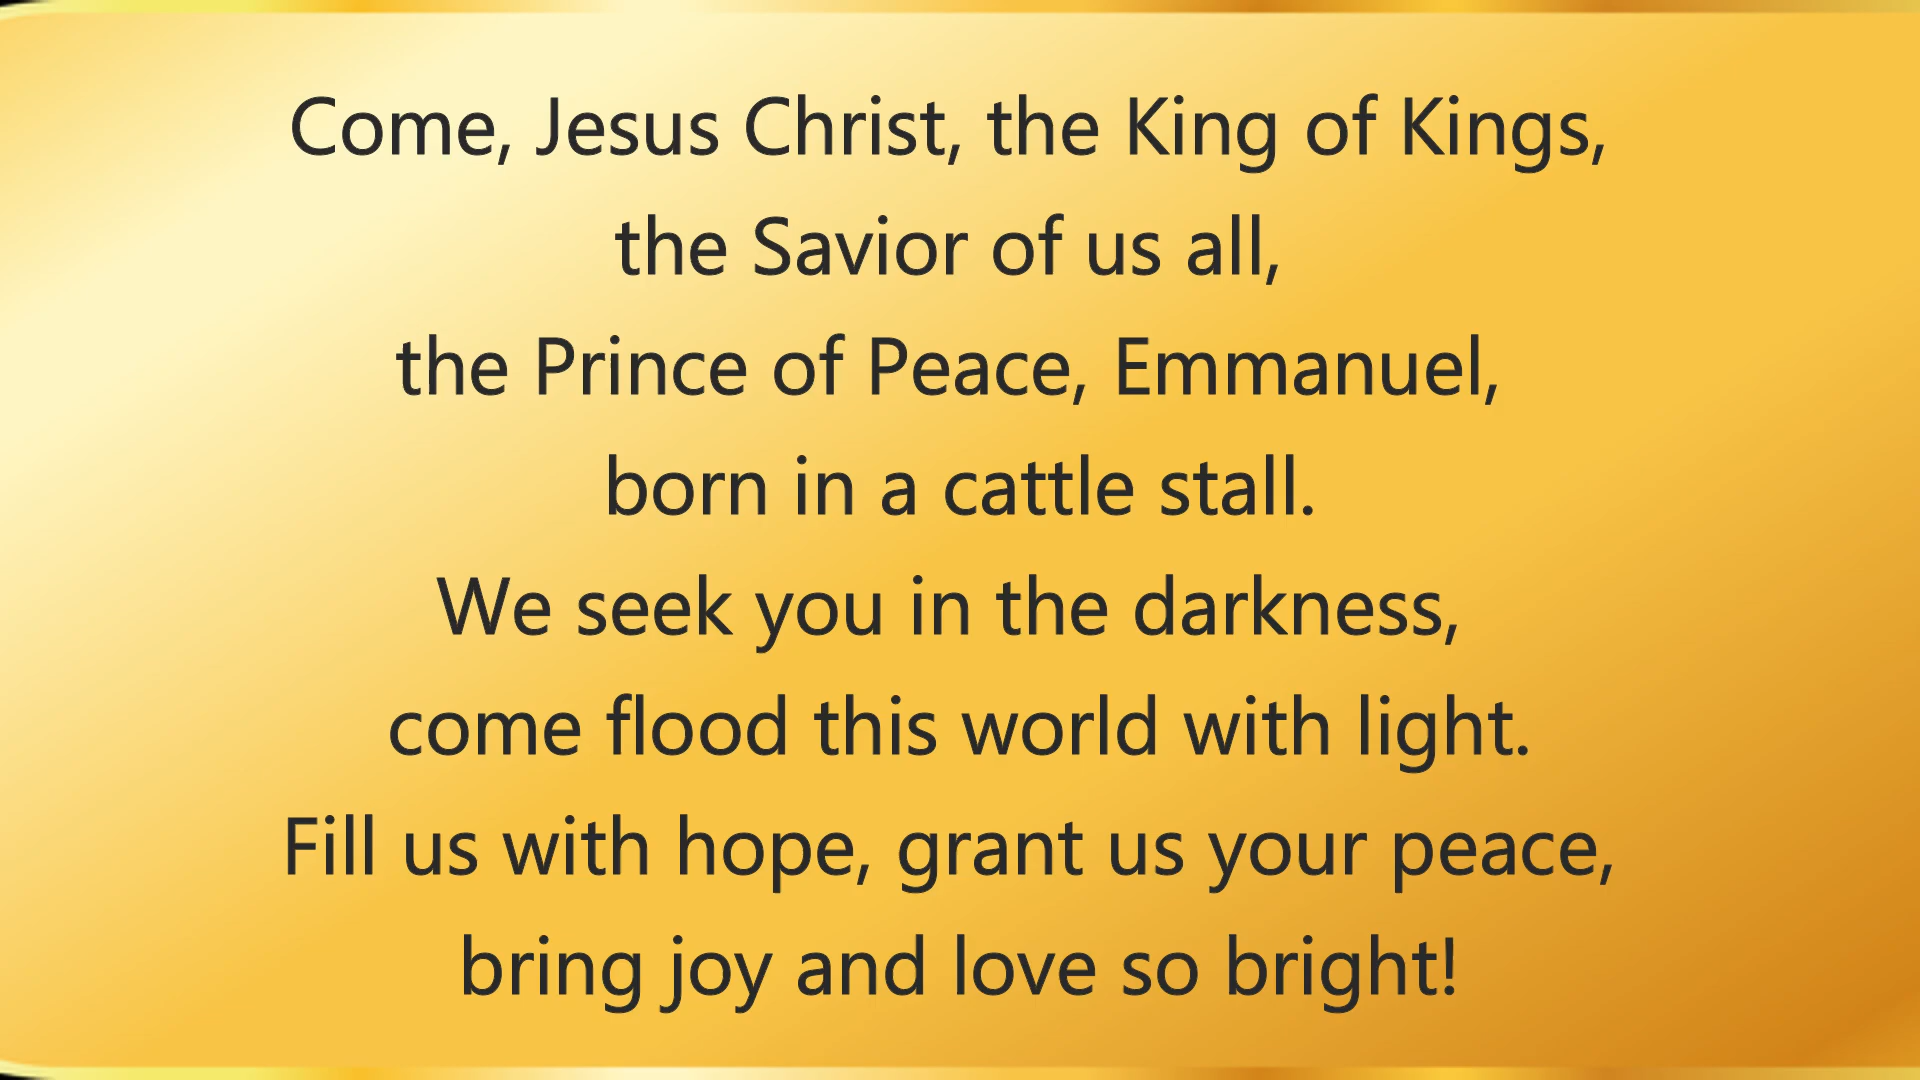 Come, Jesus Christ, the King of Kings,
the Savior of us all,
the Prince of Peace, Emmanuel,
born in a cattle stall.
We seek you in the darkness,
come flood this world with light.
Fill us with hope, grant us your peace,
bring joy and love so bright!